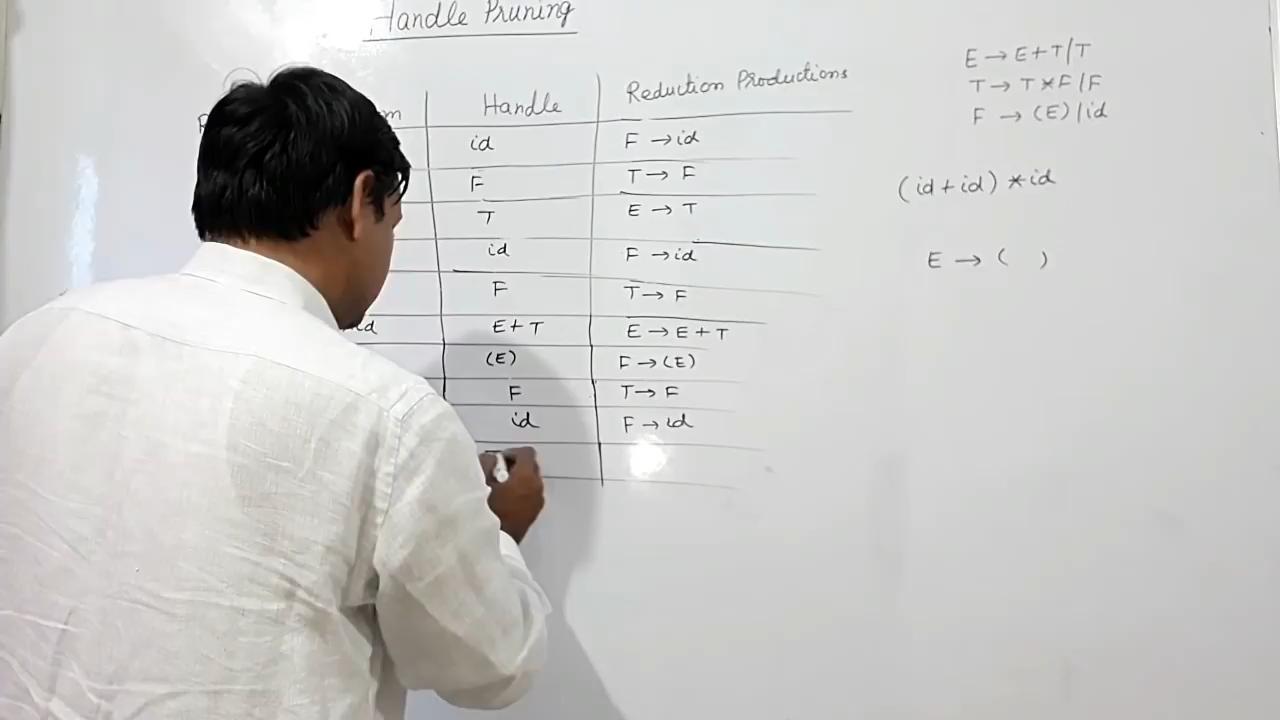 Handle Pruning
Handle Reduction Productions
id F → id
F T → F
T E → T
id F → id
F T → F
id E + T E → E + T
(E) F → (E)
F T → F
id F → id
E → E + T / T
T → T * F / F
F → (E) / id
(id + id) * id
E → ( )